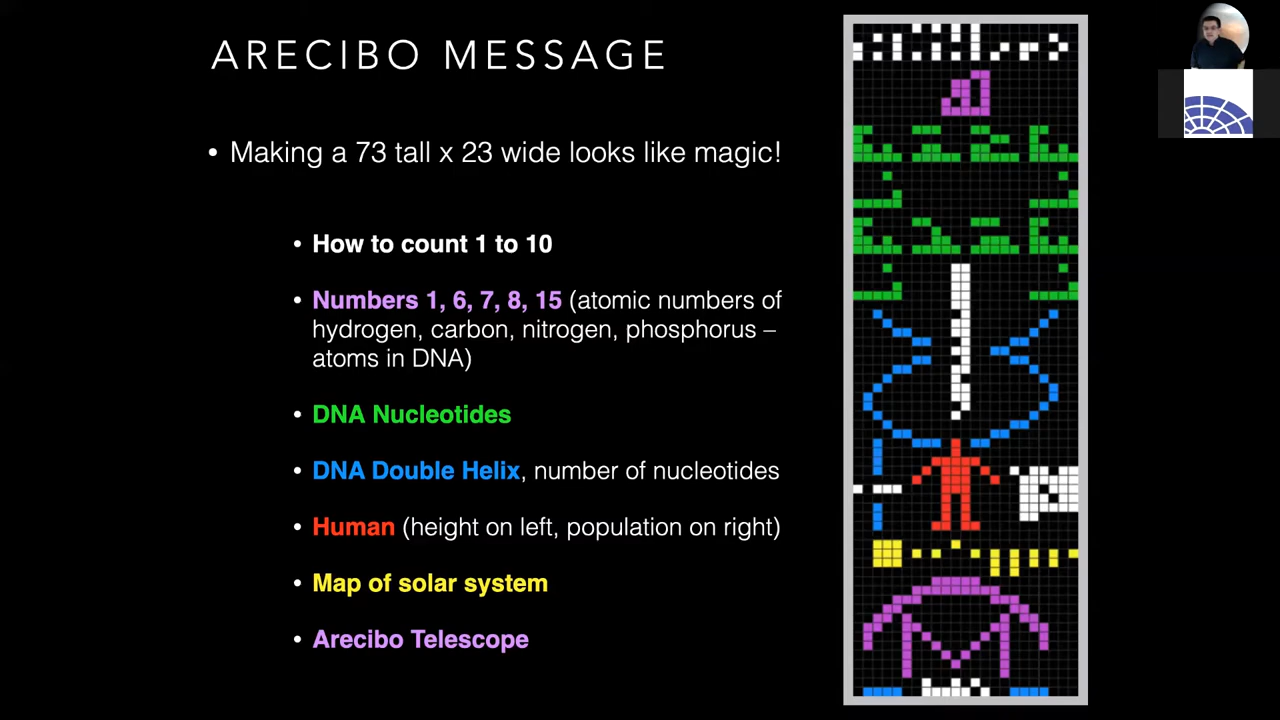 ARECIBO MESSAGE
• Making a 73 tall x 23 wide looks like magic!
• How to count 1 to 10
• Numbers 1, 6, 7, 8, 15 (atomic numbers of
hydrogen, carbon, nitrogen, phosphorus –
atoms in DNA)
• DNA Nucleotides
• DNA Double Helix, number of nucleotides
• Human (height on left, population on right)
• Map of solar system
• Arecibo Telescope